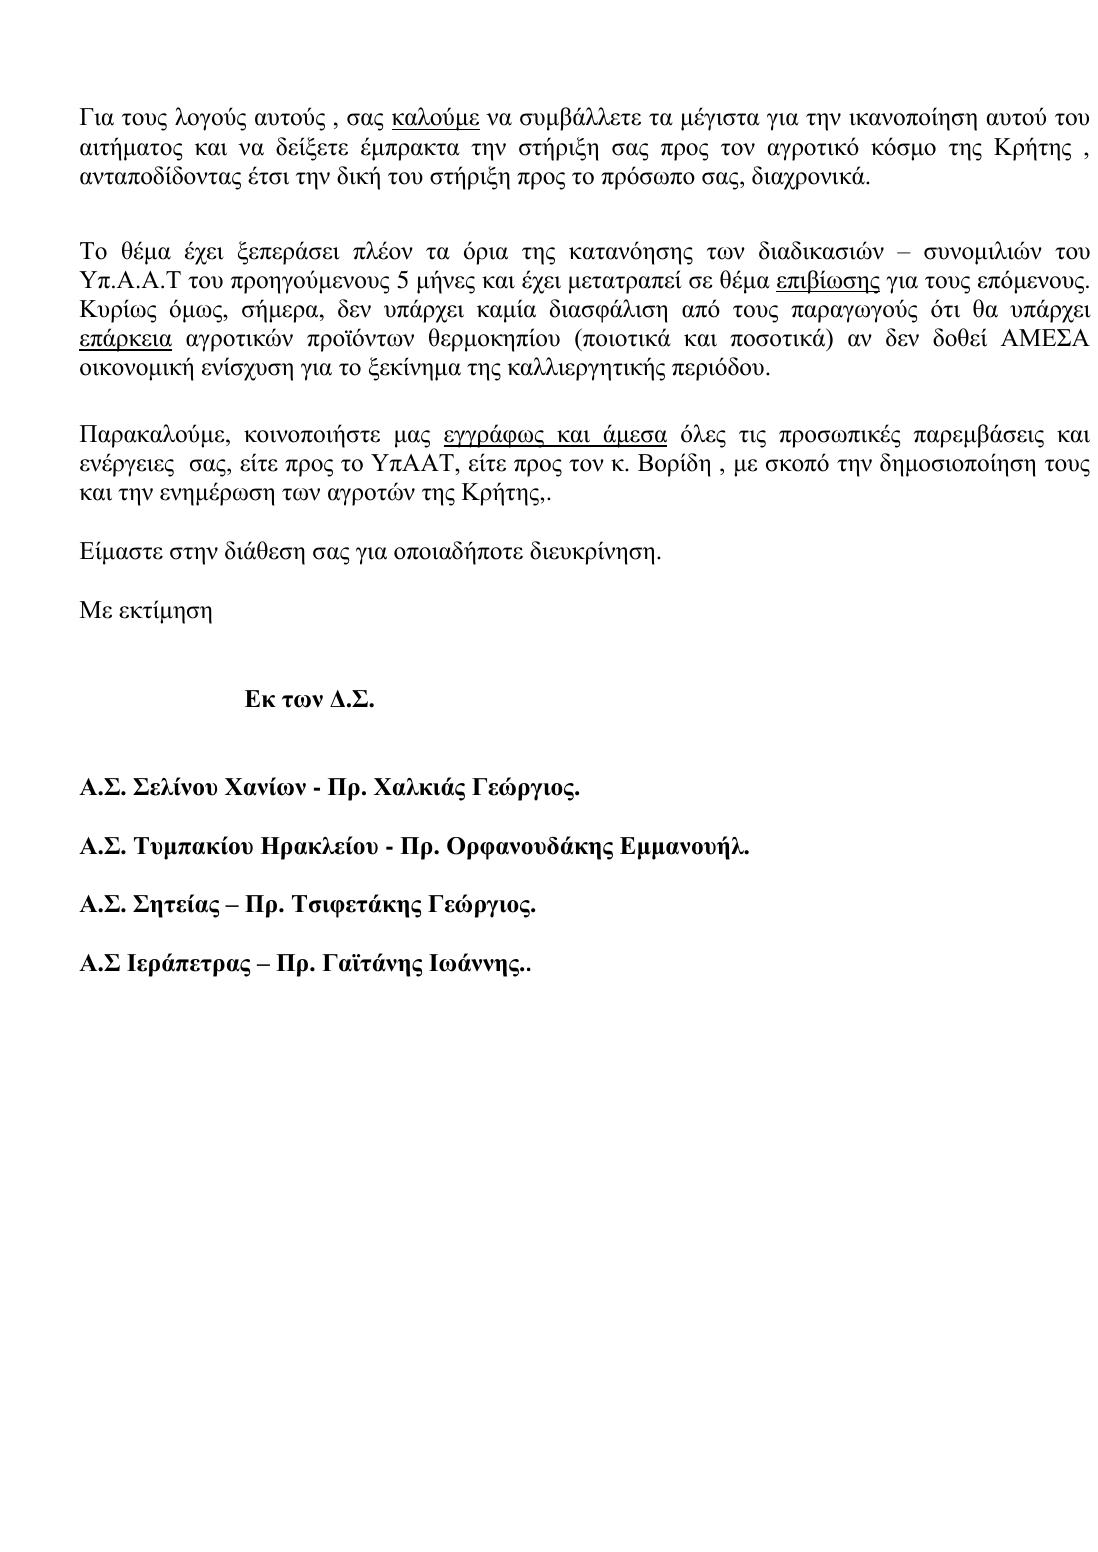 Για τους λογούς αυτούς , σας καλούμε να συμβάλλετε τα μέγιστα για την ικανοποίηση αυτού του
αιτήματος και να δείξετε έμπρακτα την στήριξη σας προς τον αγροτικό κόσμο της Κρήτης ,
ανταποδίδοντας έτσι την δική του στήριξη προς το πρόσωπο σας, διαχρονικά.
Το θέμα έχει ξεπεράσει πλέον τα όρια της κατανόησης των διαδικασιών – συνομιλιών του
Υπ.Α.Α.Τ του προηγούμενους 5 μήνες και έχει μετατραπεί σε θέμα επιβίωσης για τους επόμενους.
Κυρίως όμως, σήμερα, δεν υπάρχει καμία διασφάλιση από τους παραγωγούς ότι θα υπάρχει
επάρκεια αγροτικών προϊόντων θερμοκηπίου (ποιοτικά και ποσοτικά) αν δεν δοθεί ΑΜΕΣΑ
οικονομική ενίσχυση για το ξεκίνημα της καλλιεργητικής περιόδου.
Παρακαλούμε, κοινοποιήστε μας εγγράφως και άμεσα όλες τις προσωπικές παρεμβάσεις και
ενέργειες  σας, είτε προς το ΥπΑΑΤ, είτε προς τον κ. Βορίδη , με σκοπό την δημοσιοποίηση τους
και την ενημέρωση των αγροτών της Κρήτης,.
Είμαστε στην διάθεση σας για οποιαδήποτε διευκρίνηση.
Με εκτίμηση
Εκ των Δ.Σ.
Α.Σ. Σελίνου Χανίων - Πρ. Χαλκιάς Γεώργιος.
Α.Σ. Τυμπακίου Ηρακλείου - Πρ. Ορφανουδάκης Εμμανουήλ.
Α.Σ. Σητείας – Πρ. Τσιφετάκης Γεώργιος.
Α.Σ Ιεράπετρας – Πρ. Γαϊτάνης Ιωάννης..